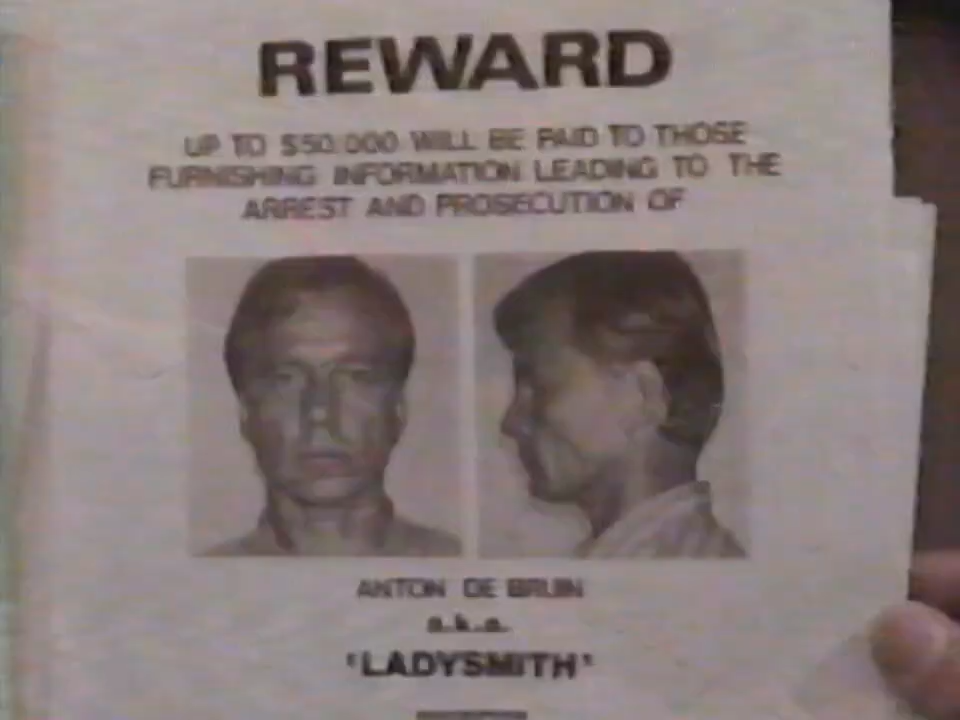 REWARD
UP TO $50.000 WILL BE PAID TO THOSE
FURNISHING INFORMATION LEADING TO THE
ARREST AND PROSECUTION OF
ANTON DE BRUIN
a.k.a.
'LADYSMITH'